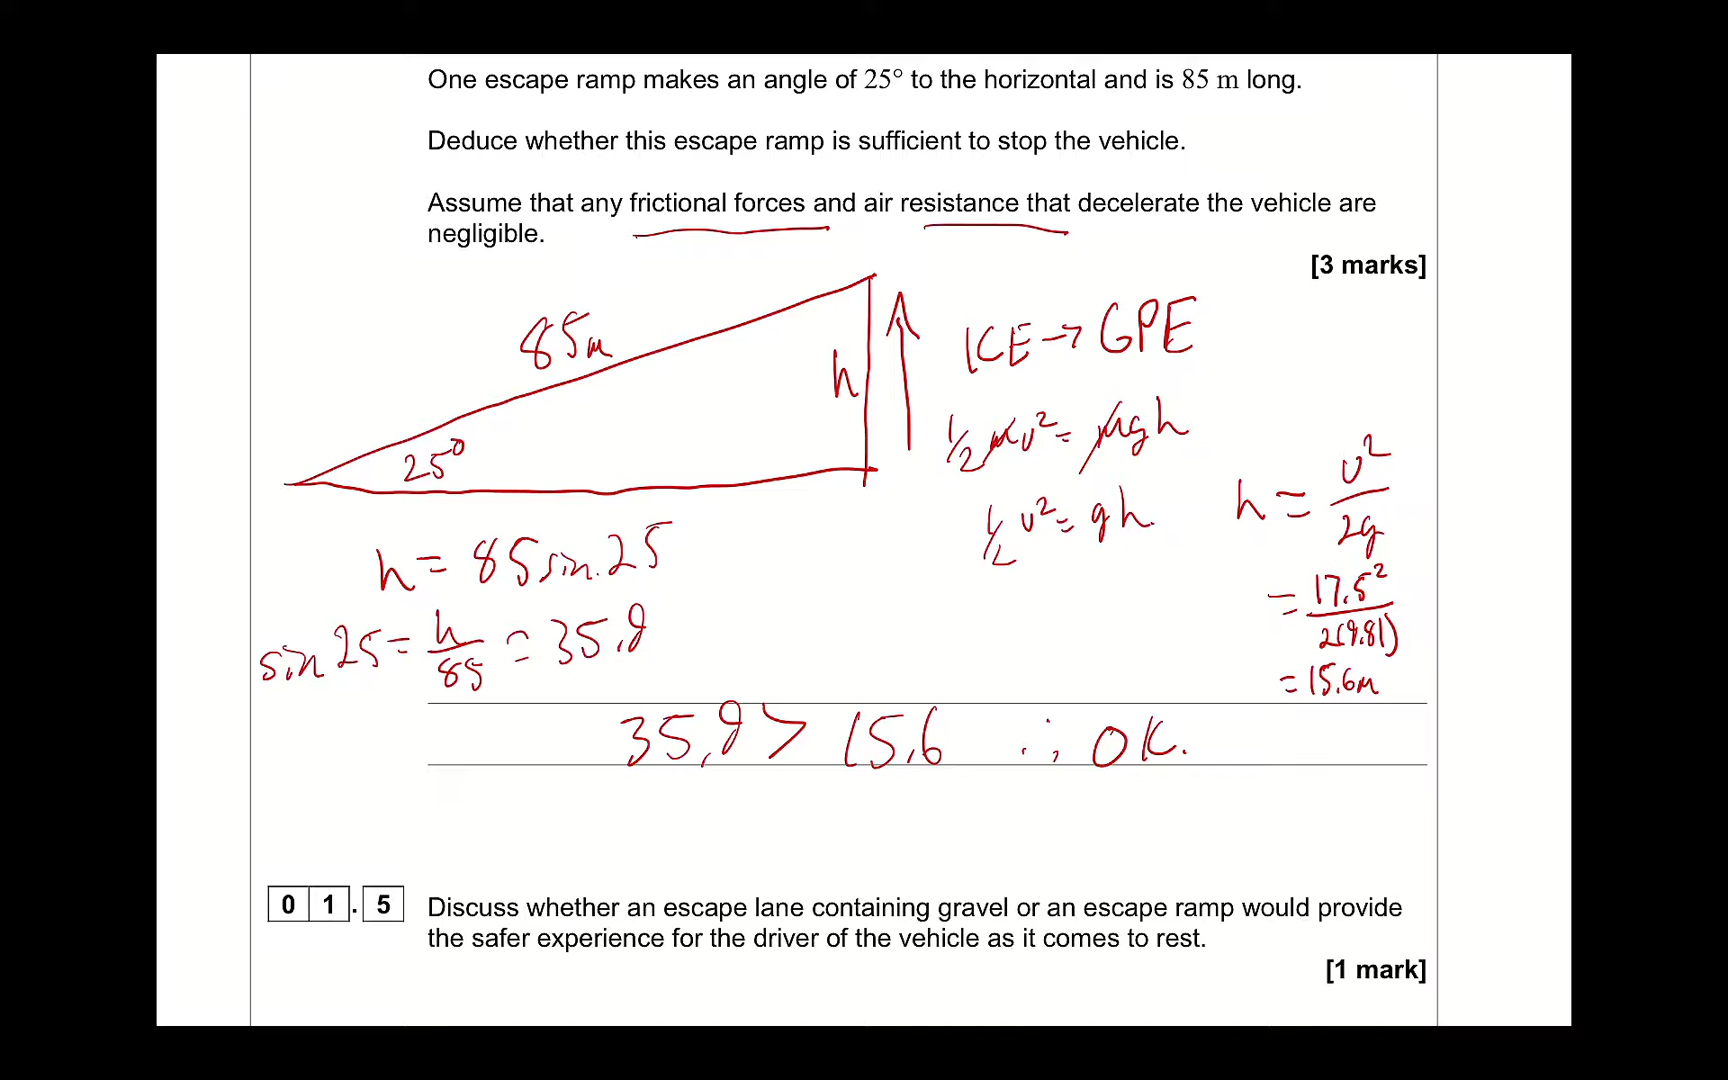 One escape ramp makes an angle of 25° to the horizontal and is 85 m long.
Deduce whether this escape ramp is sufficient to stop the vehicle.
Assume that any frictional forces and air resistance that decelerate the vehicle are
negligible.
[3 marks]
85m
h
25°
KE → GPE
½ mv² = mgh
½ v² = gh
h = v²/2g
= 17.5²/2(9.81)
= 15.6m
h = 85 sin 25
sin 25 = h/85 = 35.9
35.9 > 15.6 ∴ OK.
01.5 Discuss whether an escape lane containing gravel or an escape ramp would provide
the safer experience for the driver of the vehicle as it comes to rest.
[1 mark]